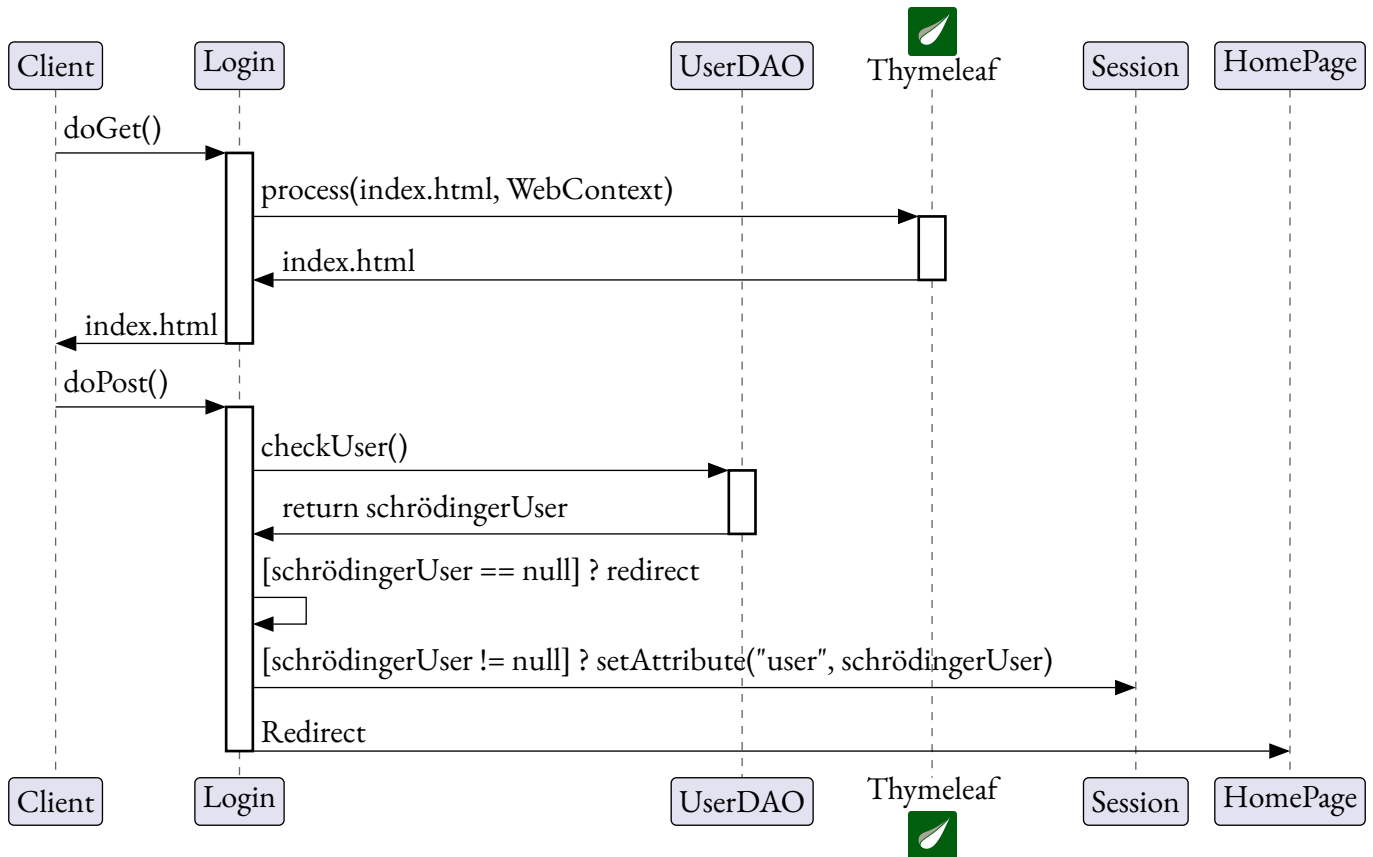 Client
Login
UserDAO
Thymeleaf
Session
HomePage
doGet()
process(index.html, WebContext)
index.html
index.html
doPost()
checkUser()
return schrödingerUser
[schrödingerUser == null] ? redirect
[schrödingerUser != null] ? setAttribute("user", schrödingerUser)
Redirect
Client
Login
UserDAO
Thymeleaf
Session
HomePage